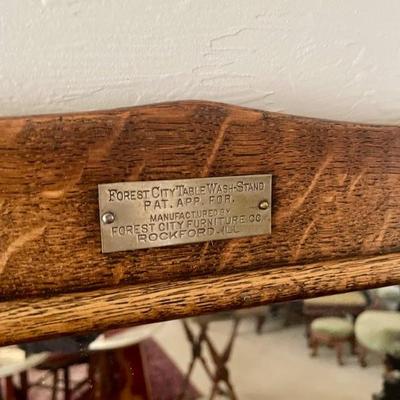 FOREST CITY TABLE WASH-STAND
PAT. APP. FOR.
MANUFACTURED BY
FOREST CITY FURNITURE CO.
ROCKFORD, ILL